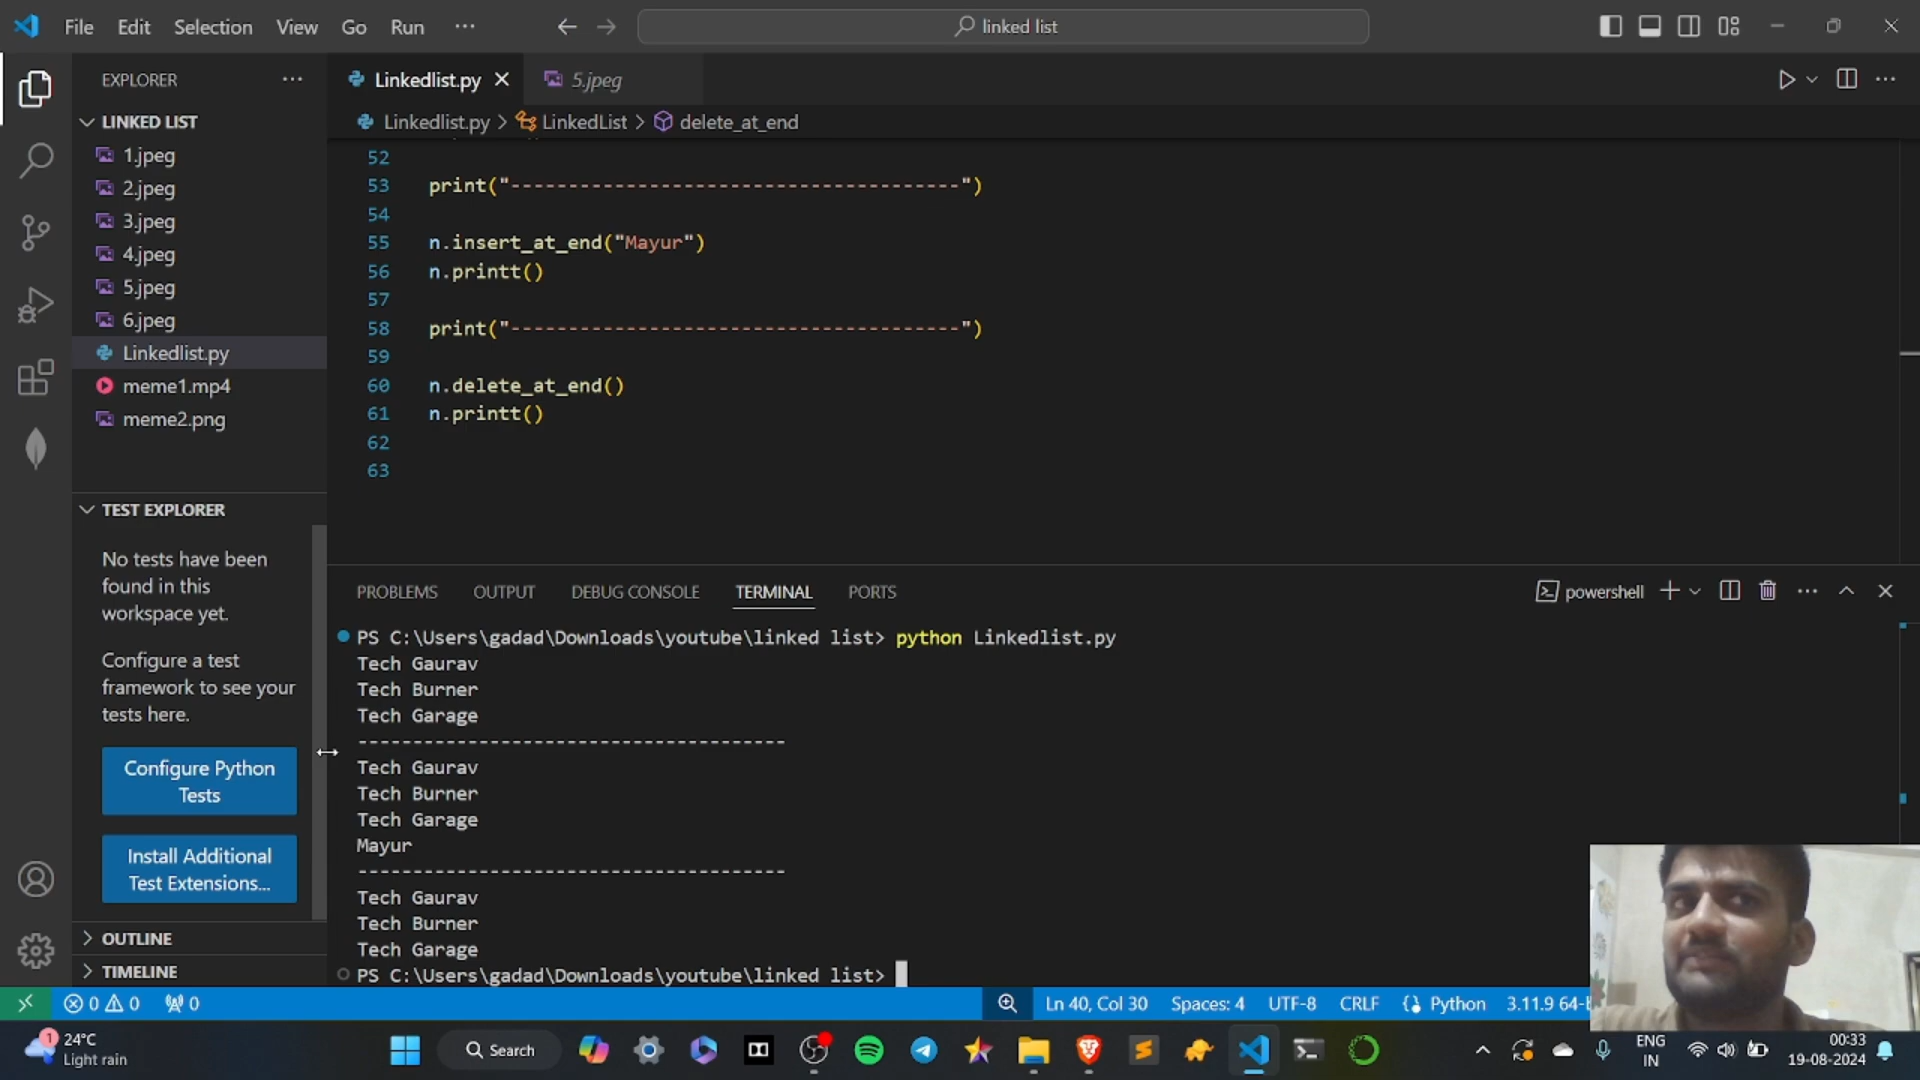 File Edit Selection View Go Run ···
linked list
EXPLORER
LINKED LIST
1.jpeg
2.jpeg
3.jpeg
4.jpeg
5.jpeg
6.jpeg
Linkedlist.py
meme1.mp4
meme2.png
TEST EXPLORER
No tests have been
found in this
workspace yet.
Configure a test
framework to see your
tests here.
Configure Python
Tests
Install Additional
Test Extensions...
OUTLINE
TIMELINE
Linkedlist.py
5.jpeg
Linkedlist.py > LinkedList > delete_at_end
52
53 print("--------------------------------------")
54
55 n.insert_at_end("Mayur")
56 n.printt()
57
58 print("--------------------------------------")
59
60 n.delete_at_end()
61 n.printt()
62
63
PROBLEMS OUTPUT DEBUG CONSOLE TERMINAL PORTS
powershell
PS C:\Users\gadad\Downloads\youtube\linked list> python Linkedlist.py
Tech Gaurav
Tech Burner
Tech Garage
---------------------------------------
Tech Gaurav
Tech Burner
Tech Garage
Mayur
---------------------------------------
Tech Gaurav
Tech Burner
Tech Garage
PS C:\Users\gadad\Downloads\youtube\linked list>
0 0 0 Ln 40, Col 30 Spaces: 4 UTF-8 CRLF Python 3.11.9 64-
1 24°C
Light rain
Search
ENG
IN
00:33
19-08-2024